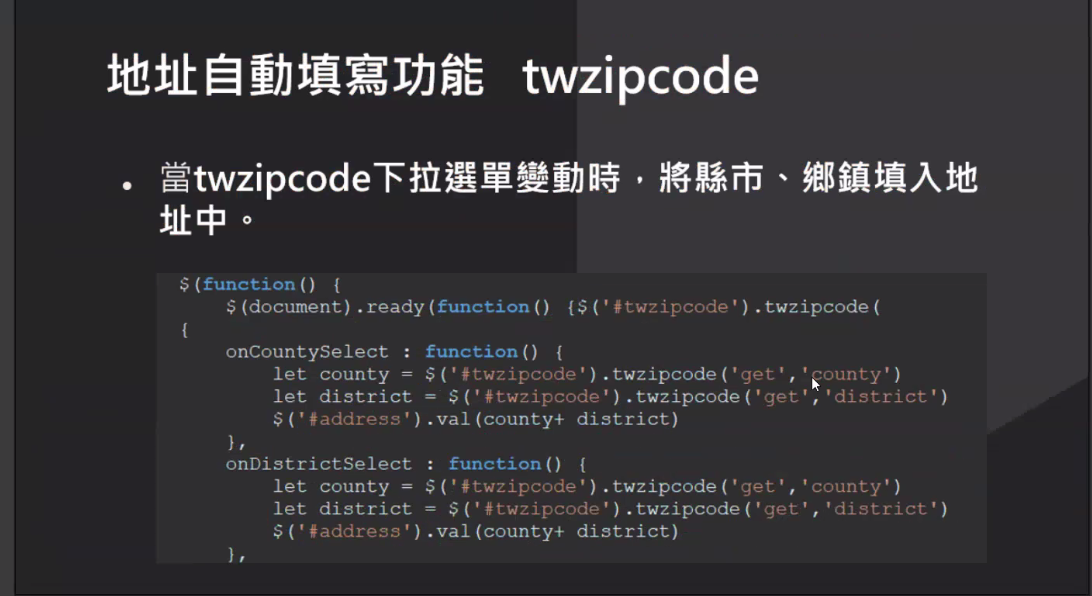 地址自動填寫功能 twzipcode
• 當twzipcode下拉選單變動時，將縣市、鄉鎮填入地
址中。
$(function() {
    $(document).ready(function() {$('#twzipcode').twzipcode(
{
    onCountySelect : function() {
        let county = $('#twzipcode').twzipcode('get','county')
        let district = $('#twzipcode').twzipcode('get','district')
        $('#address').val(county+ district)
    },
    onDistrictSelect : function() {
        let county = $('#twzipcode').twzipcode('get','county')
        let district = $('#twzipcode').twzipcode('get','district')
        $('#address').val(county+ district)
    },